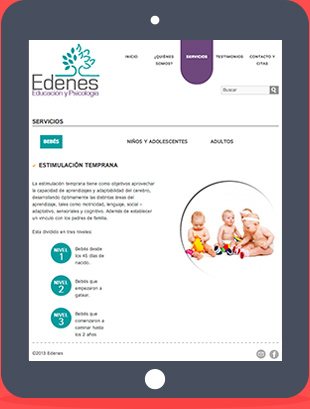 Edenes
Educación y Psicología
INICIO
¿QUIÉNES
SOMOS?
SERVICIOS
TESTIMONIOS
CONTACTO Y
CITAS
Buscar
SERVICIOS
BEBÉS
NIÑOS Y ADOLESCENTES
ADULTOS
ESTIMULACIÓN TEMPRANA
La estimulación temprana tiene como objetivos aprovechar
la capacidad de aprendizajes y adaptabilidad del cerebro,
desarrollando óptimamente las distintas áreas del
aprendizaje, tales como motricidad, lenguaje, social -
adaptativo, sensoriales y cognitivo. Además de establecer
un vínculo con los padres de familia.
Esta dividido en tres niveles:
NIVEL
1
Bebés desde
los 45 días de
nacido.
NIVEL
2
Bebés que
empezaron a
gatear.
NIVEL
3
Bebés que
comenzaron a
caminar hasta
los 2 años
©2013 Edenes